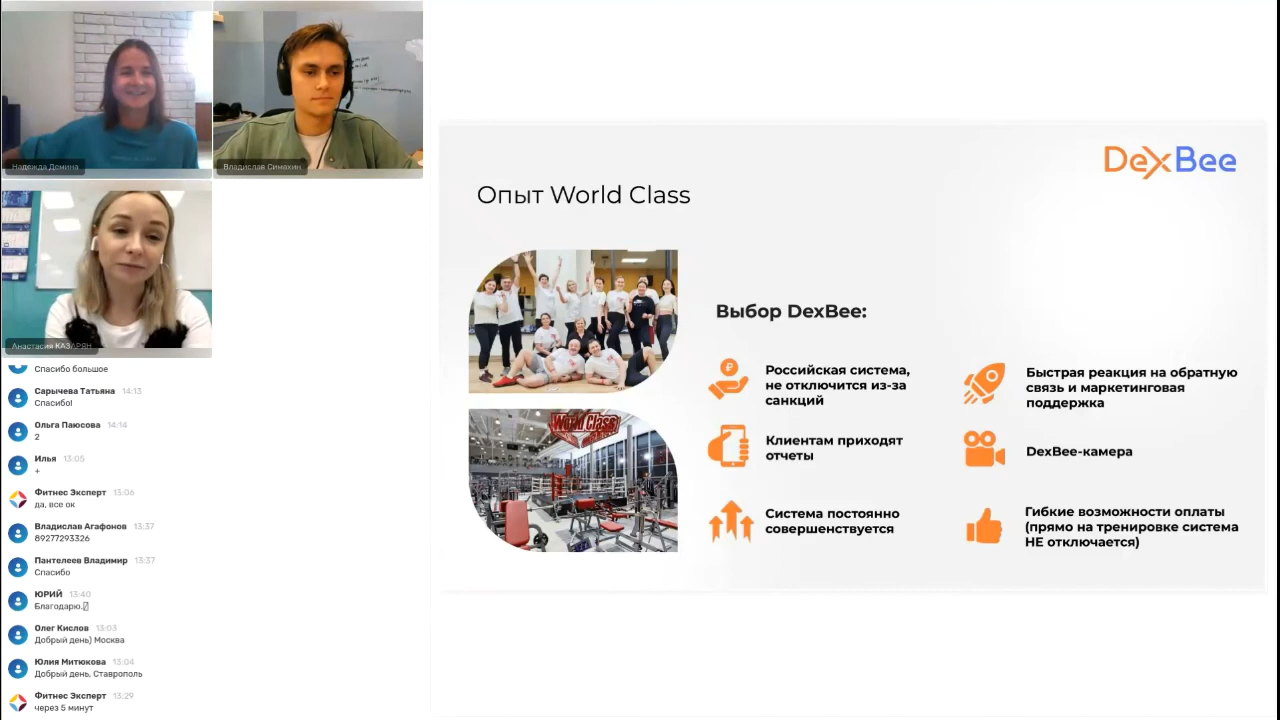 Надежда Демина
Владислав Симахин
Анастасия КАЗАРЯН
Спасибо большое
Сарычева Татьяна 14:13
Спасибо!
Ольга Паюсова 14:14
2
Илья 13:05
+
Фитнес Эксперт 13:06
да, все ок
Владислав Агафонов 13:37
89277293326
Пантелеев Владимир 13:37
Спасибо
ЮРИЙ 13:40
Благодарю.
Олег Кислов 13:03
Добрый день) Москва
Юлия Митюкова 13:04
Добрый день, Ставрополь
Фитнес Эксперт 13:29
через 5 минут
DexBee
Опыт World Class
World Class
Выбор DexBee:
Российская система,
не отключится из-за
санкций
Клиентам приходят
отчеты
Система постоянно
совершенствуется
Быстрая реакция на обратную
связь и маркетинговая
поддержка
DexBee-камера
Гибкие возможности оплаты
(прямо на тренировке система
НЕ отключается)